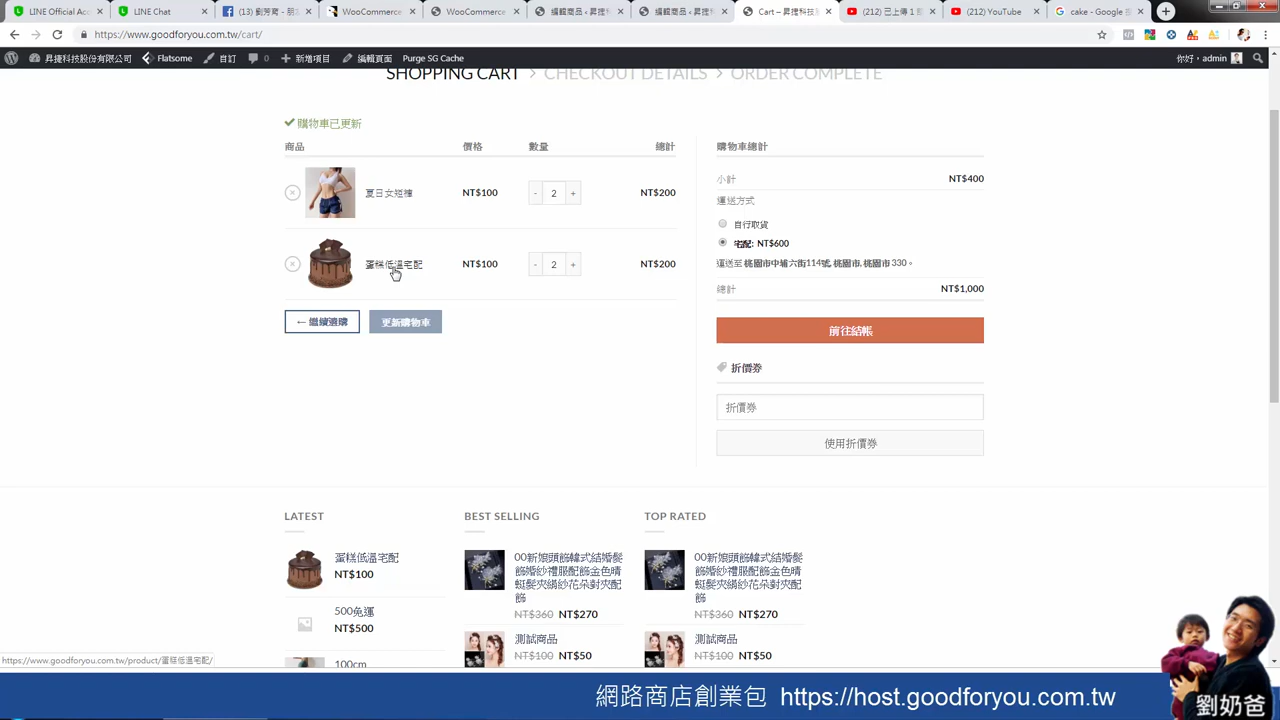 LINE Official Acc
LINE Chat
(13) 劉芳育 - 朋
WooCommerce
WooCommerce
編輯商品 ‹ 昇捷
編輯商品 ‹ 昇捷
Cart – 昇捷科技
(212) 已上傳 1 部
(212) YouTube
cake - Google 搜
https://www.goodforyou.com.tw/cart/
昇捷科技股份有限公司
Flatsome
自訂
0
新增項目
編輯頁面
Purge SG Cache
你好，admin
SHOPPING CART > CHECKOUT DETAILS > ORDER COMPLETE
購物車已更新
商品 價格 數量 總計
夏日女短褲 NT$100 - 2 + NT$200
蛋糕低溫宅配 NT$100 - 2 + NT$200
← 繼續選購 更新購物車
購物車總計
小計 NT$400
運送方式
自行取貨
宅配: NT$600
運送至 桃園市中埔六街114號, 桃園市, 桃園市 330。
總計 NT$1,000
前往結帳
折價券
折價券
使用折價券
LATEST
蛋糕低溫宅配
NT$100
500免運
NT$500
100cm
BEST SELLING
00新娘頭飾韓式結婚髮
飾婚紗禮服配飾金色晴
蜓髮夾絹紗花朵對夾配
飾
NT$360 NT$270
測試商品
NT$100 NT$50
TOP RATED
00新娘頭飾韓式結婚髮
飾婚紗禮服配飾金色晴
蜓髮夾絹紗花朵對夾配
飾
NT$360 NT$270
測試商品
NT$100 NT$50
https://www.goodforyou.com.tw/product/蛋糕低溫宅配/
網路商店創業包 https://host.goodforyou.com.tw
劉奶爸